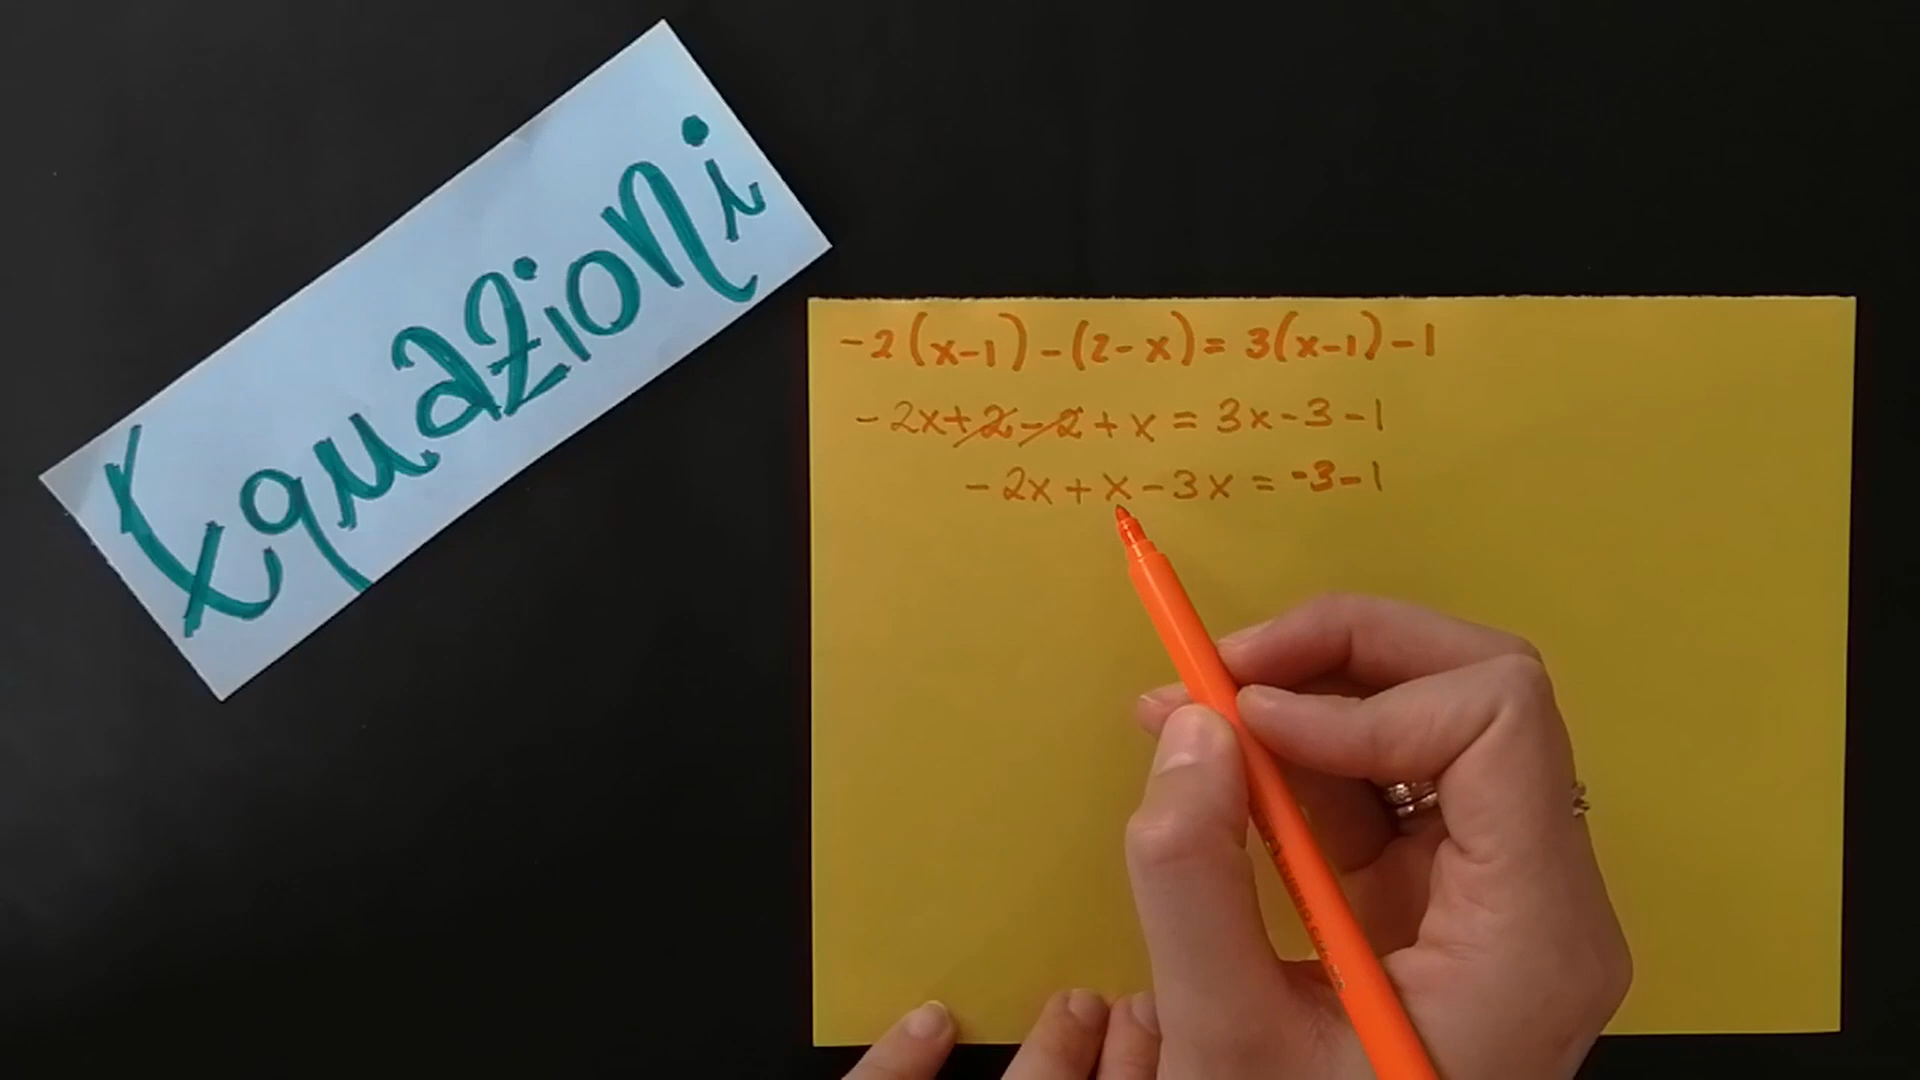 Equazioni
-2(x-1)-(2-x)= 3(x-1)-1
-2x+2-2+x = 3x-3-1
-2x+x-3x = -3-1